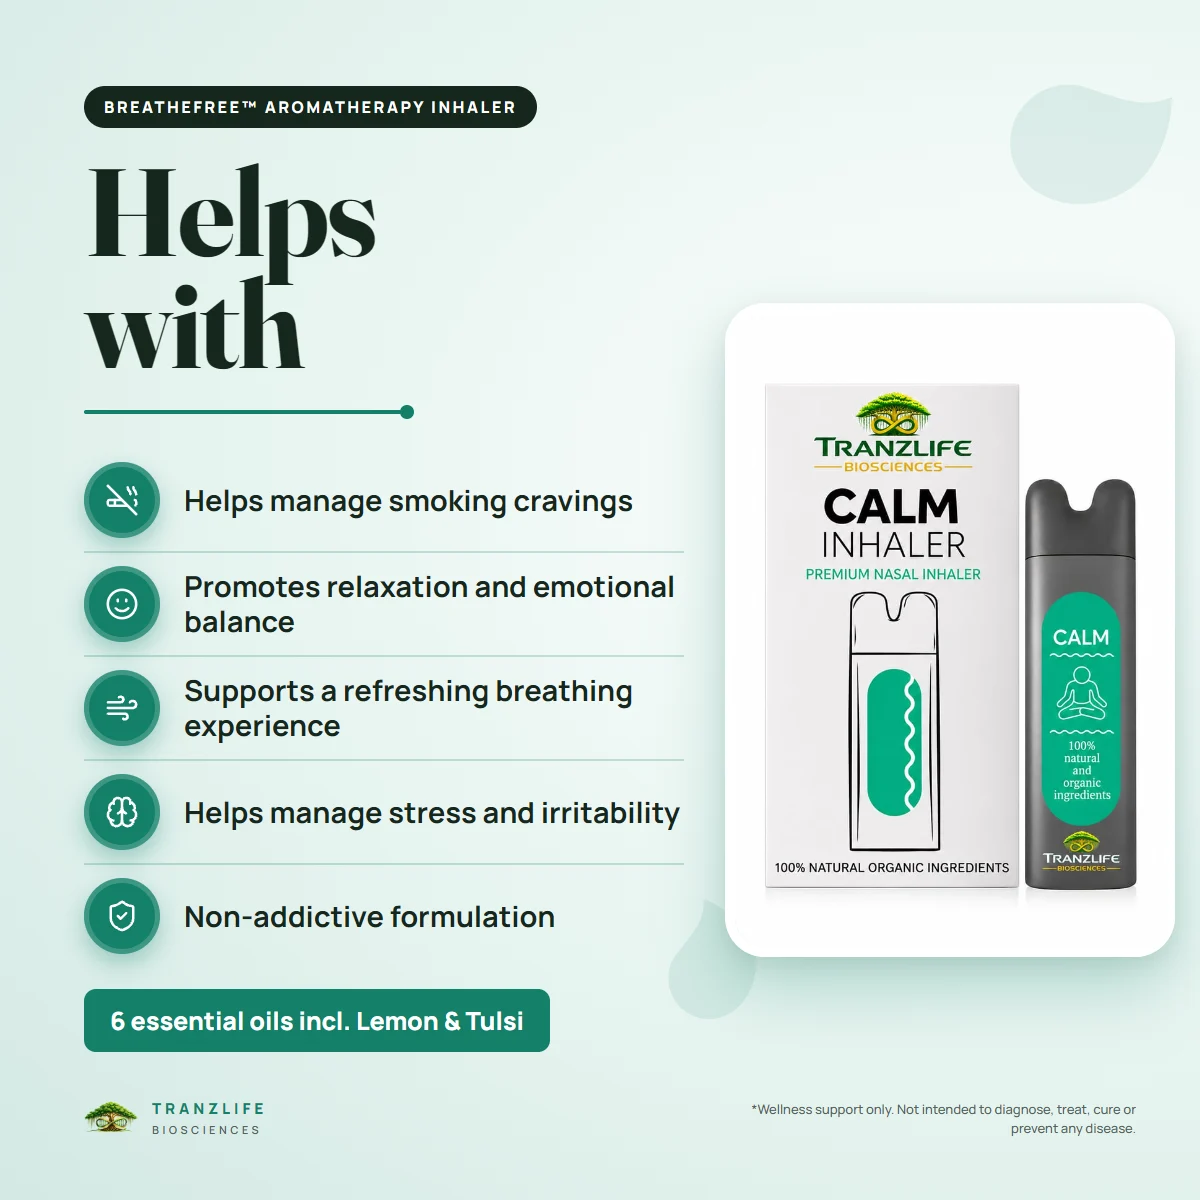 BREATHEFREE™ AROMATHERAPY INHALER
Helps
with
Helps manage smoking cravings
Promotes relaxation and emotional
balance
Supports a refreshing breathing
experience
Helps manage stress and irritability
Non-addictive formulation
6 essential oils incl. Lemon & Tulsi
TRANZLIFE
BIOSCIENCES
CALM
INHALER
PREMIUM NASAL INHALER
100% NATURAL ORGANIC INGREDIENTS
CALM
100%
natural
and
organic
ingredients
TRANZLIFE
BIOSCIENCES
TRANZLIFE
BIOSCIENCES
*Wellness support only. Not intended to diagnose, treat, cure or
prevent any disease.